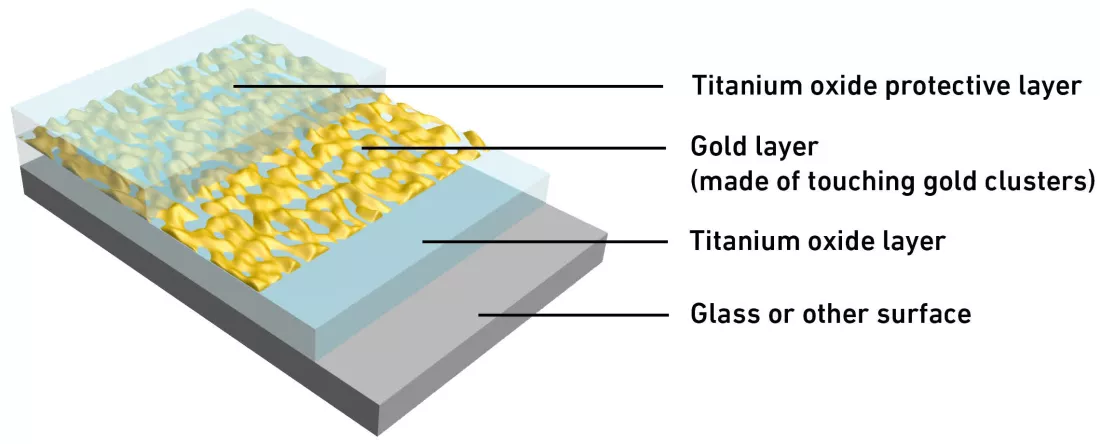 Titanium oxide protective layer
Gold layer
(made of touching gold clusters)
Titanium oxide layer
Glass or other surface